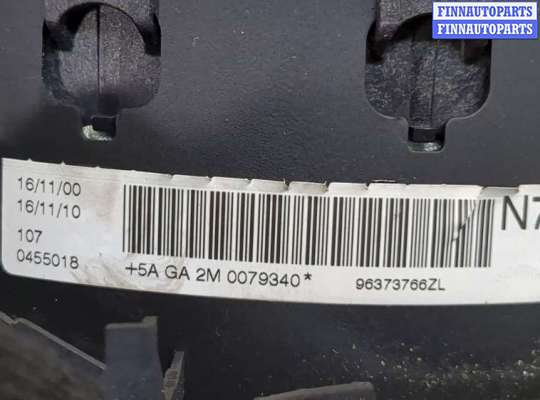 FINNAUTOPARTS
FINNAUTOPARTS
16/11/00
16/11/10
107
0455018
+5A GA 2M 0079340*
96373766ZL
N7